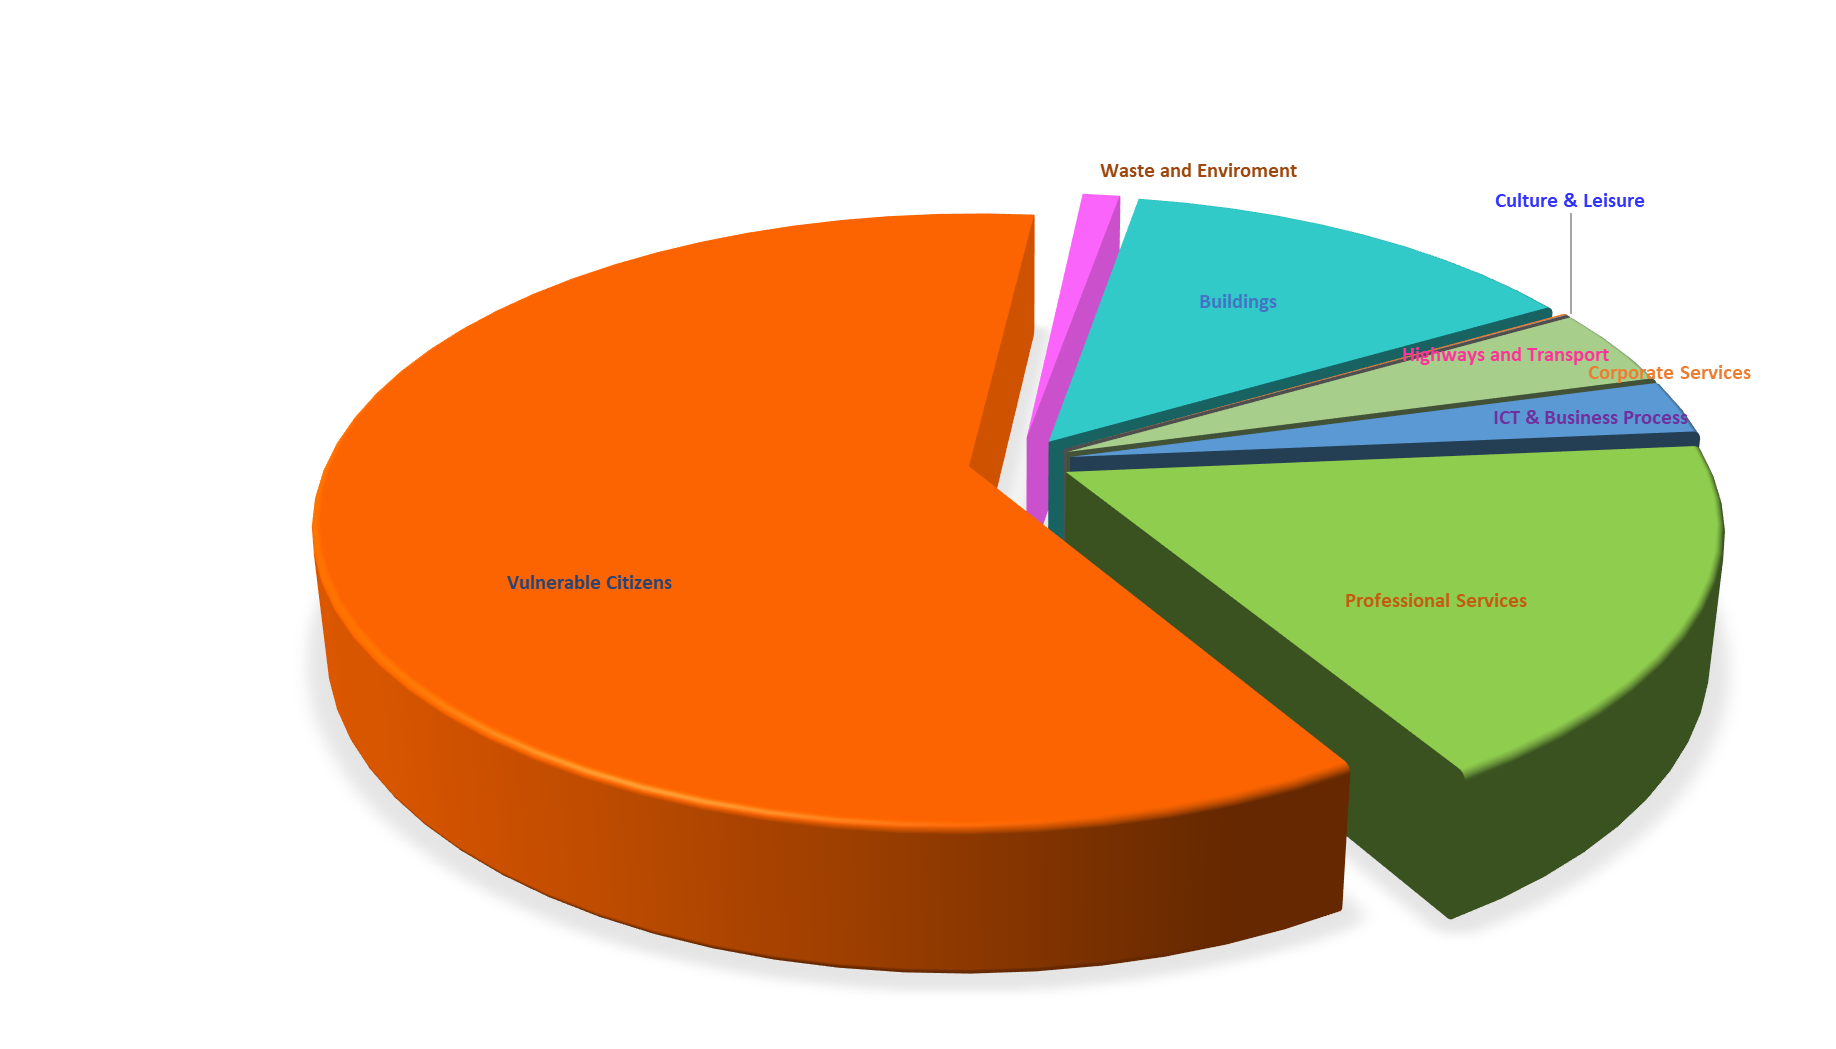 Waste and Enviroment
Culture & Leisure
Buildings
Highways and Transport
Corporate Services
ICT & Business Process
Vulnerable Citizens
Professional Services